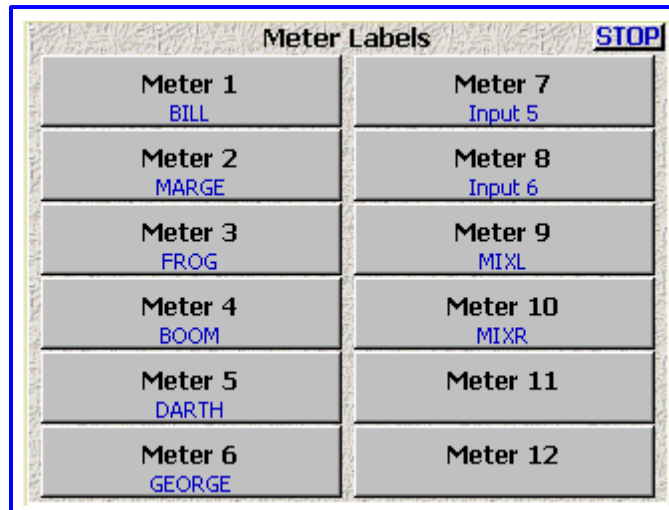 Meter Labels
STOP
Meter 1
BILL
Meter 2
MARGE
Meter 3
FROG
Meter 4
BOOM
Meter 5
DARTH
Meter 6
GEORGE
Meter 7
Input 5
Meter 8
Input 6
Meter 9
MIXL
Meter 10
MIXR
Meter 11
Meter 12